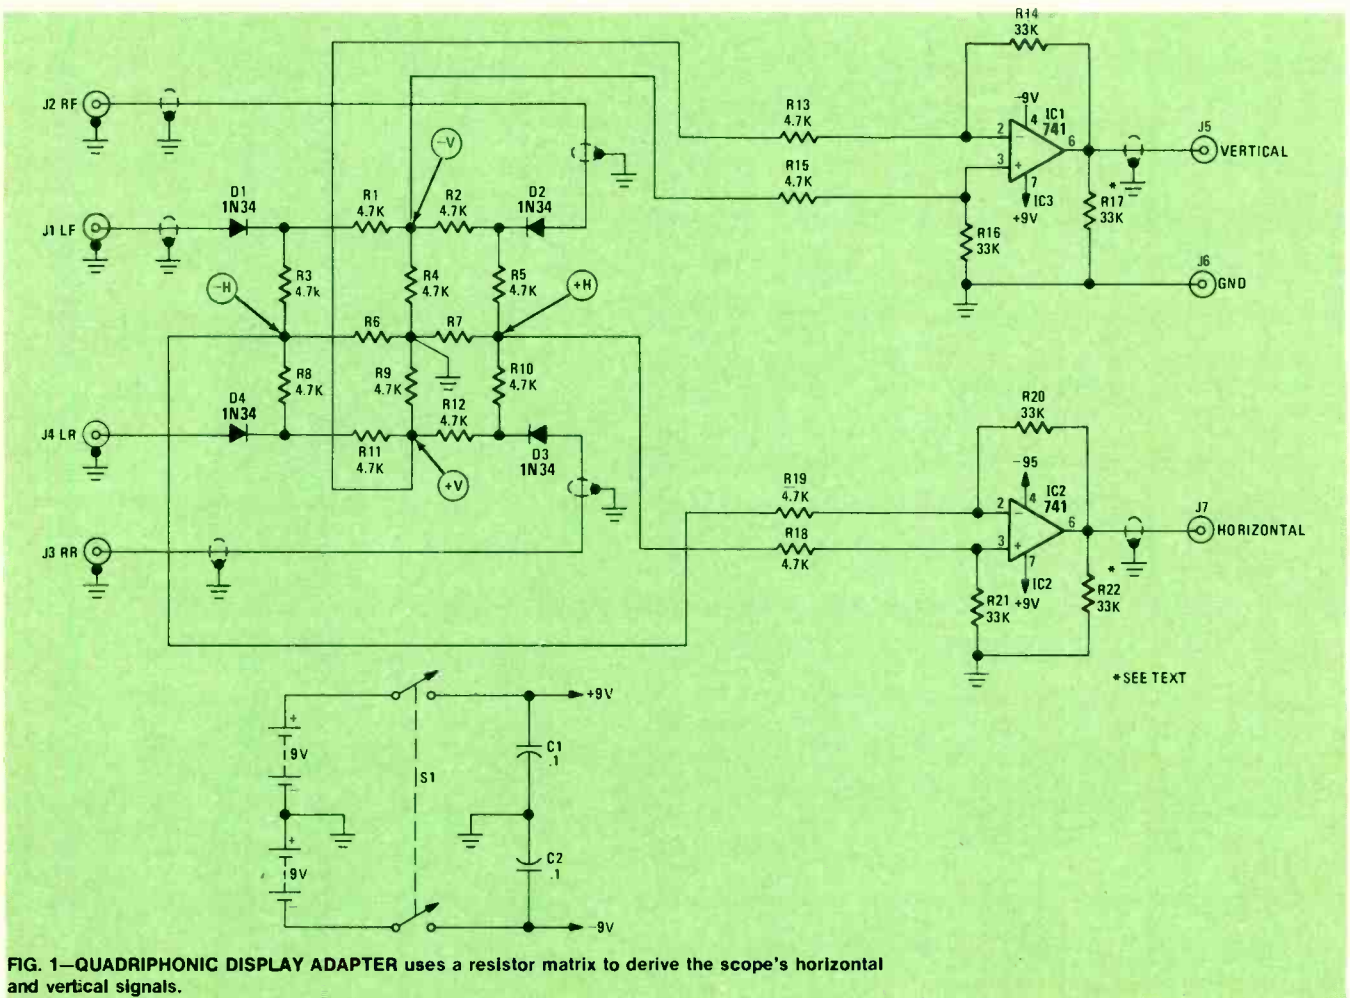 R14
33K
J2 RF
R13
4.7K
-9V
4
IC1
741
2
-
6
J5
VERTICAL
-V
R15
4.7K
3
+
7
*
IC3
+9V
R17
33K
D1
1N34
R1
4.7K
R2
4.7K
D2
1N34
J1 LF
R16
33K
-H
R3
4.7k
R4
4.7K
R5
4.7K
+H
J6
GND
R6
R7
R8
4.7K
R9
4.7K
R10
4.7K
D4
1N34
R12
4.7K
J4 LR
R11
4.7K
+V
D3
1N34
R20
33K
-95
4
IC2
741
R19
4.7K
2
-
6
J7
HORIZONTAL
R18
4.7K
3
+
7
*
IC2
+9V
J3 RR
R21
33K
R22
33K
*SEE TEXT
+9V
+
9V
-
C1
.1
S1
+
9V
-
C2
.1
-9V
FIG. 1—QUADRIPHONIC DISPLAY ADAPTER uses a resistor matrix to derive the scope's horizontal
and vertical signals.